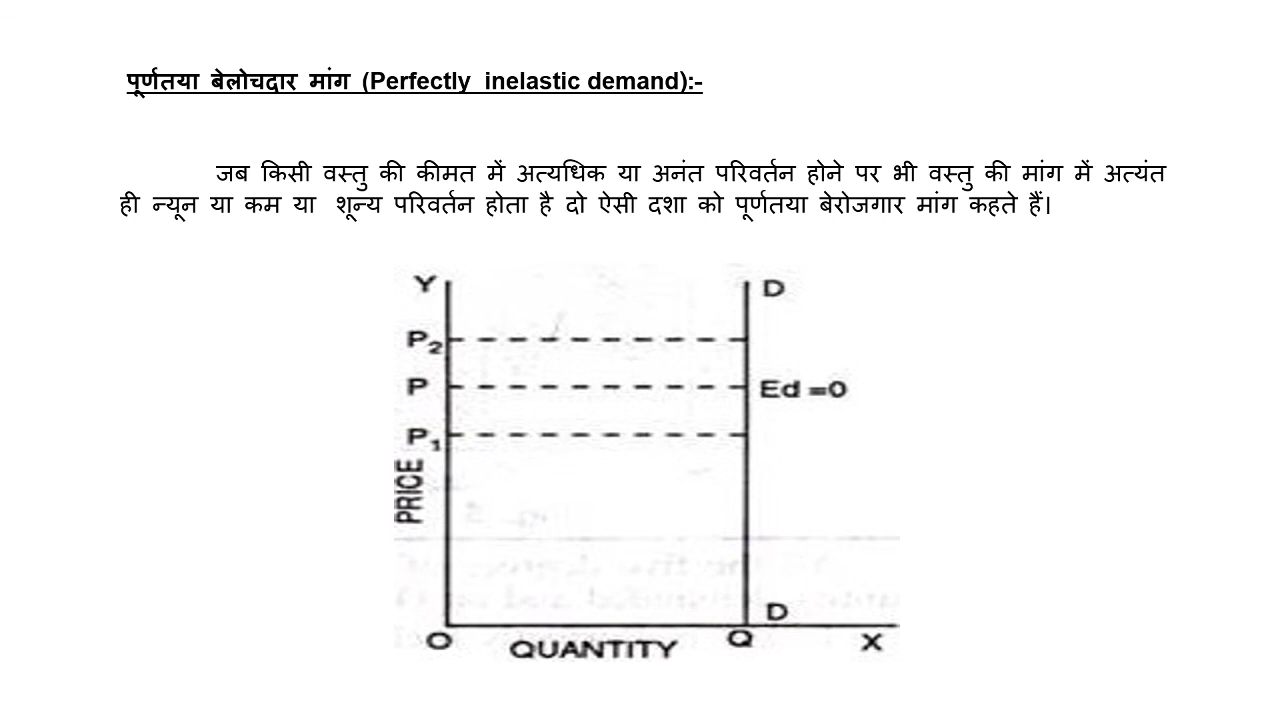 पूर्णतया बेलोचदार मांग (Perfectly inelastic demand):-
जब किसी वस्तु की कीमत में अत्यधिक या अनंत परिवर्तन होने पर भी वस्तु की मांग में अत्यंत
ही न्यून या कम या शून्य परिवर्तन होता है दो ऐसी दशा को पूर्णतया बेरोजगार मांग कहते हैं।
Y
D
P2
P
Ed =0
P1
PRICE
D
O
QUANTITY
Q
X